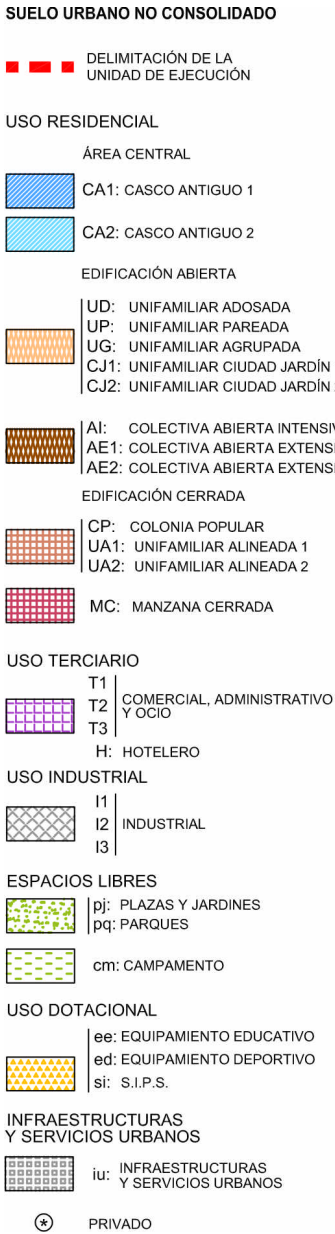 SUELO URBANO NO CONSOLIDADO
DELIMITACIÓN DE LA
UNIDAD DE EJECUCIÓN
USO RESIDENCIAL
ÁREA CENTRAL
CA1: CASCO ANTIGUO 1
CA2: CASCO ANTIGUO 2
EDIFICACIÓN ABIERTA
UD: UNIFAMILIAR ADOSADA
UP: UNIFAMILIAR PAREADA
UG: UNIFAMILIAR AGRUPADA
CJ1: UNIFAMILIAR CIUDAD JARDÍN
CJ2: UNIFAMILIAR CIUDAD JARDÍN
AI: COLECTIVA ABIERTA
AE1: COLECTIVA ABIERTA
AE2: COLECTIVA ABIERTA
EDIFICACIÓN CERRADA
CP: COLONIA POPULAR
UA1: UNIFAMILIAR ALINEADA 1
UA2: UNIFAMILIAR ALINEADA 2
MC: MANZANA CERRADA
USO TERCIARIO
T1
T2 COMERCIAL, ADMINISTRATIVO
Y OCIO
T3
H: HOTELERO
USO INDUSTRIAL
I1
I2 INDUSTRIAL
I3
ESPACIOS LIBRES
pj: PLAZAS Y JARDINES
pq: PARQUES
cm: CAMPAMENTO
USO DOTACIONAL
ee: EQUIPAMIENTO EDUCATIVO
ed: EQUIPAMIENTO DEPORTIVO
si: S.I.P.S.
INFRAESTRUCTURAS
Y SERVICIOS URBANOS
iu: INFRAESTRUCTURAS
Y SERVICIOS URBANOS
* PRIVADO